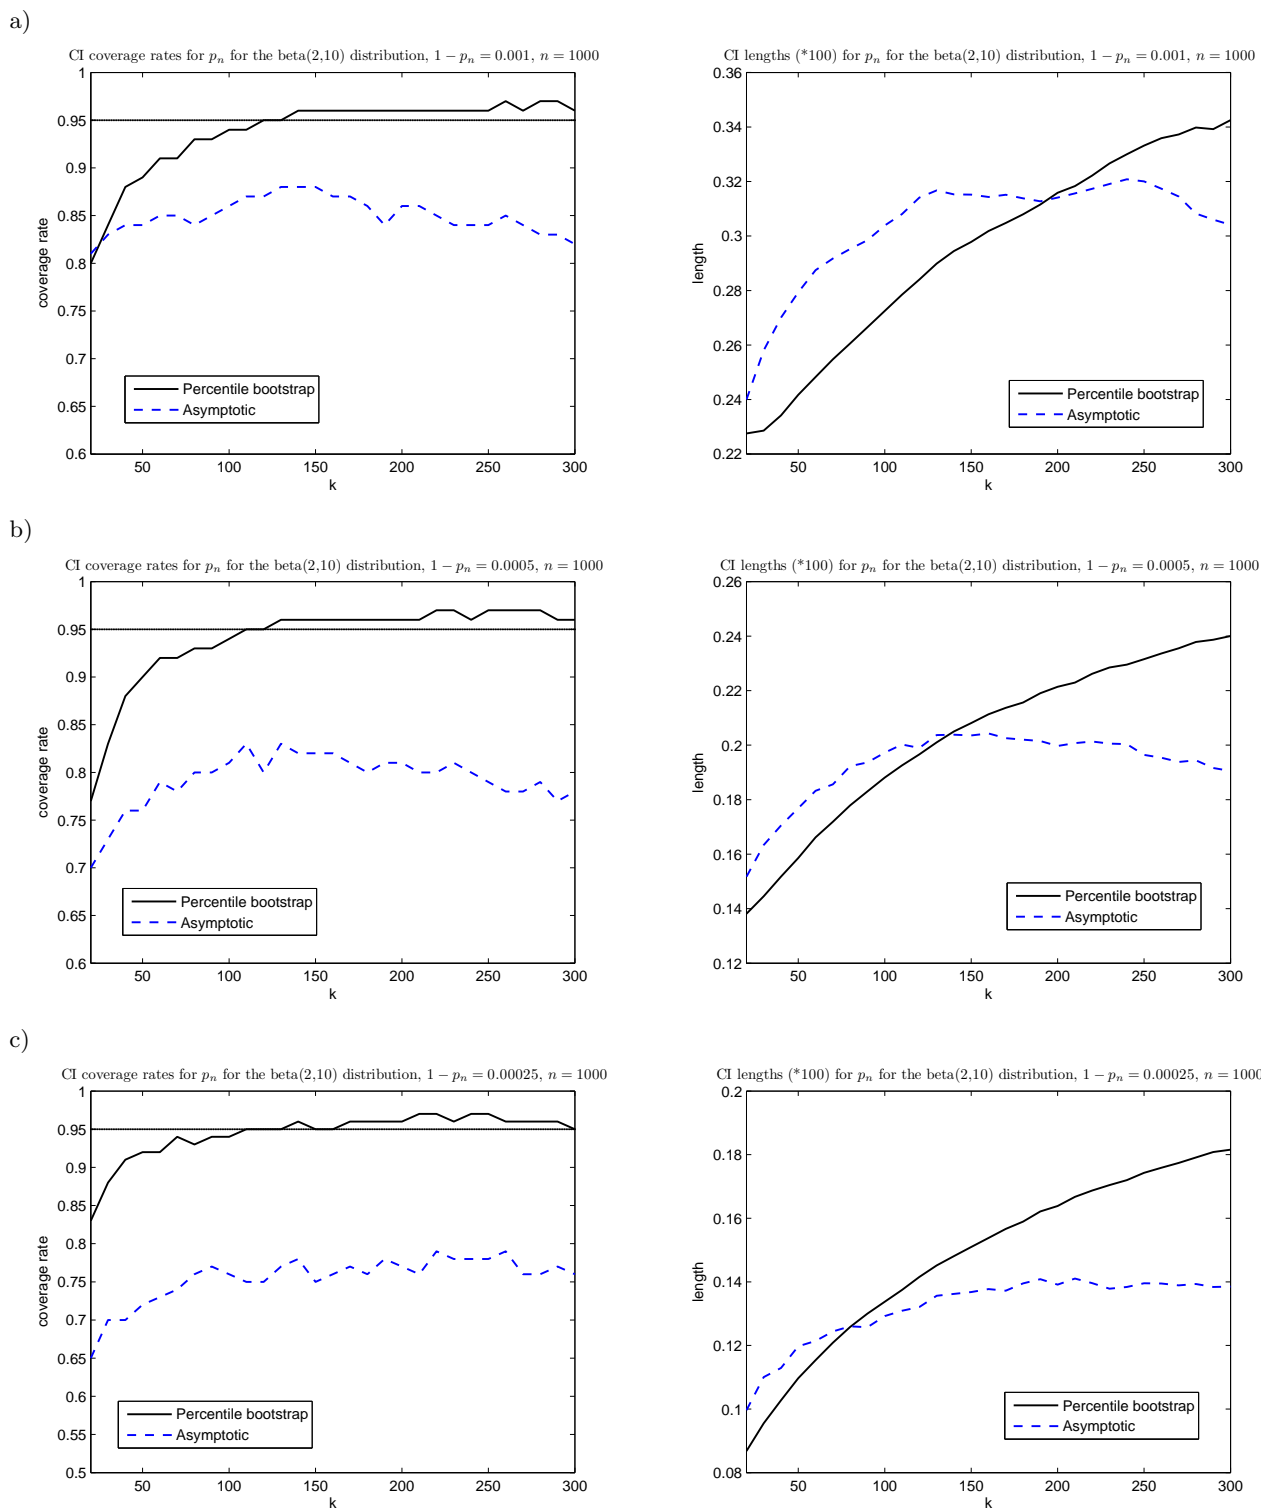 a)
CI coverage rates for pₙ for the beta(2,10) distribution, 1 − pₙ = 0.001, n = 1000
1
0.95
0.9
0.85
0.8
0.75
0.7
0.65
0.6
coverage rate
Percentile bootstrap
Asymptotic
50 100 150 200 250 300
k
CI lengths (*100) for pₙ for the beta(2,10) distribution, 1 − pₙ = 0.001, n = 1000
0.36
0.34
0.32
0.3
0.28
0.26
0.24
0.22
length
Percentile bootstrap
Asymptotic
50 100 150 200 250 300
k
b)
CI coverage rates for pₙ for the beta(2,10) distribution, 1 − pₙ = 0.0005, n = 1000
1
0.95
0.9
0.85
0.8
0.75
0.7
0.65
0.6
coverage rate
Percentile bootstrap
Asymptotic
50 100 150 200 250 300
k
CI lengths (*100) for pₙ for the beta(2,10) distribution, 1 − pₙ = 0.0005, n = 1000
0.26
0.24
0.22
0.2
0.18
0.16
0.14
0.12
length
Percentile bootstrap
Asymptotic
50 100 150 200 250 300
k
c)
CI coverage rates for pₙ for the beta(2,10) distribution, 1 − pₙ = 0.00025, n = 1000
1
0.95
0.9
0.85
0.8
0.75
0.7
0.65
0.6
0.55
0.5
coverage rate
Percentile bootstrap
Asymptotic
50 100 150 200 250 300
k
CI lengths (*100) for pₙ for the beta(2,10) distribution, 1 − pₙ = 0.00025, n = 1000
0.2
0.18
0.16
0.14
0.12
0.1
0.08
length
Percentile bootstrap
Asymptotic
50 100 150 200 250 300
k